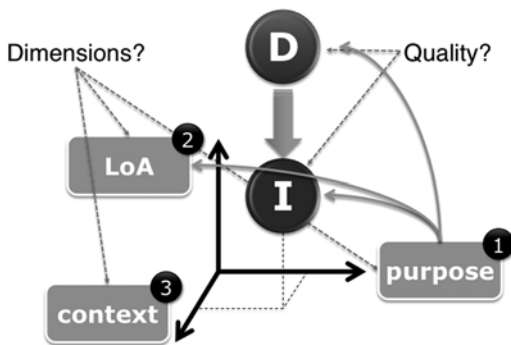 D
Dimensions?
Quality?
2
LoA
I
1
purpose
3
context